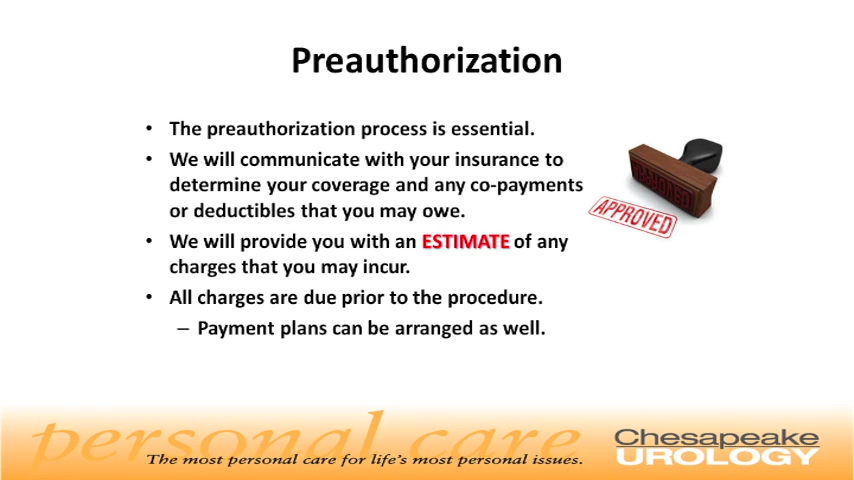 Preauthorization
• The preauthorization process is essential.
• We will communicate with your insurance to
determine your coverage and any co-payments
or deductibles that you may owe.
APPROVED
• We will provide you with an ESTIMATE of any
charges that you may incur.
• All charges are due prior to the procedure.
– Payment plans can be arranged as well.
personal care
The most personal care for life's most personal issues.
Chesapeake
UROLOGY